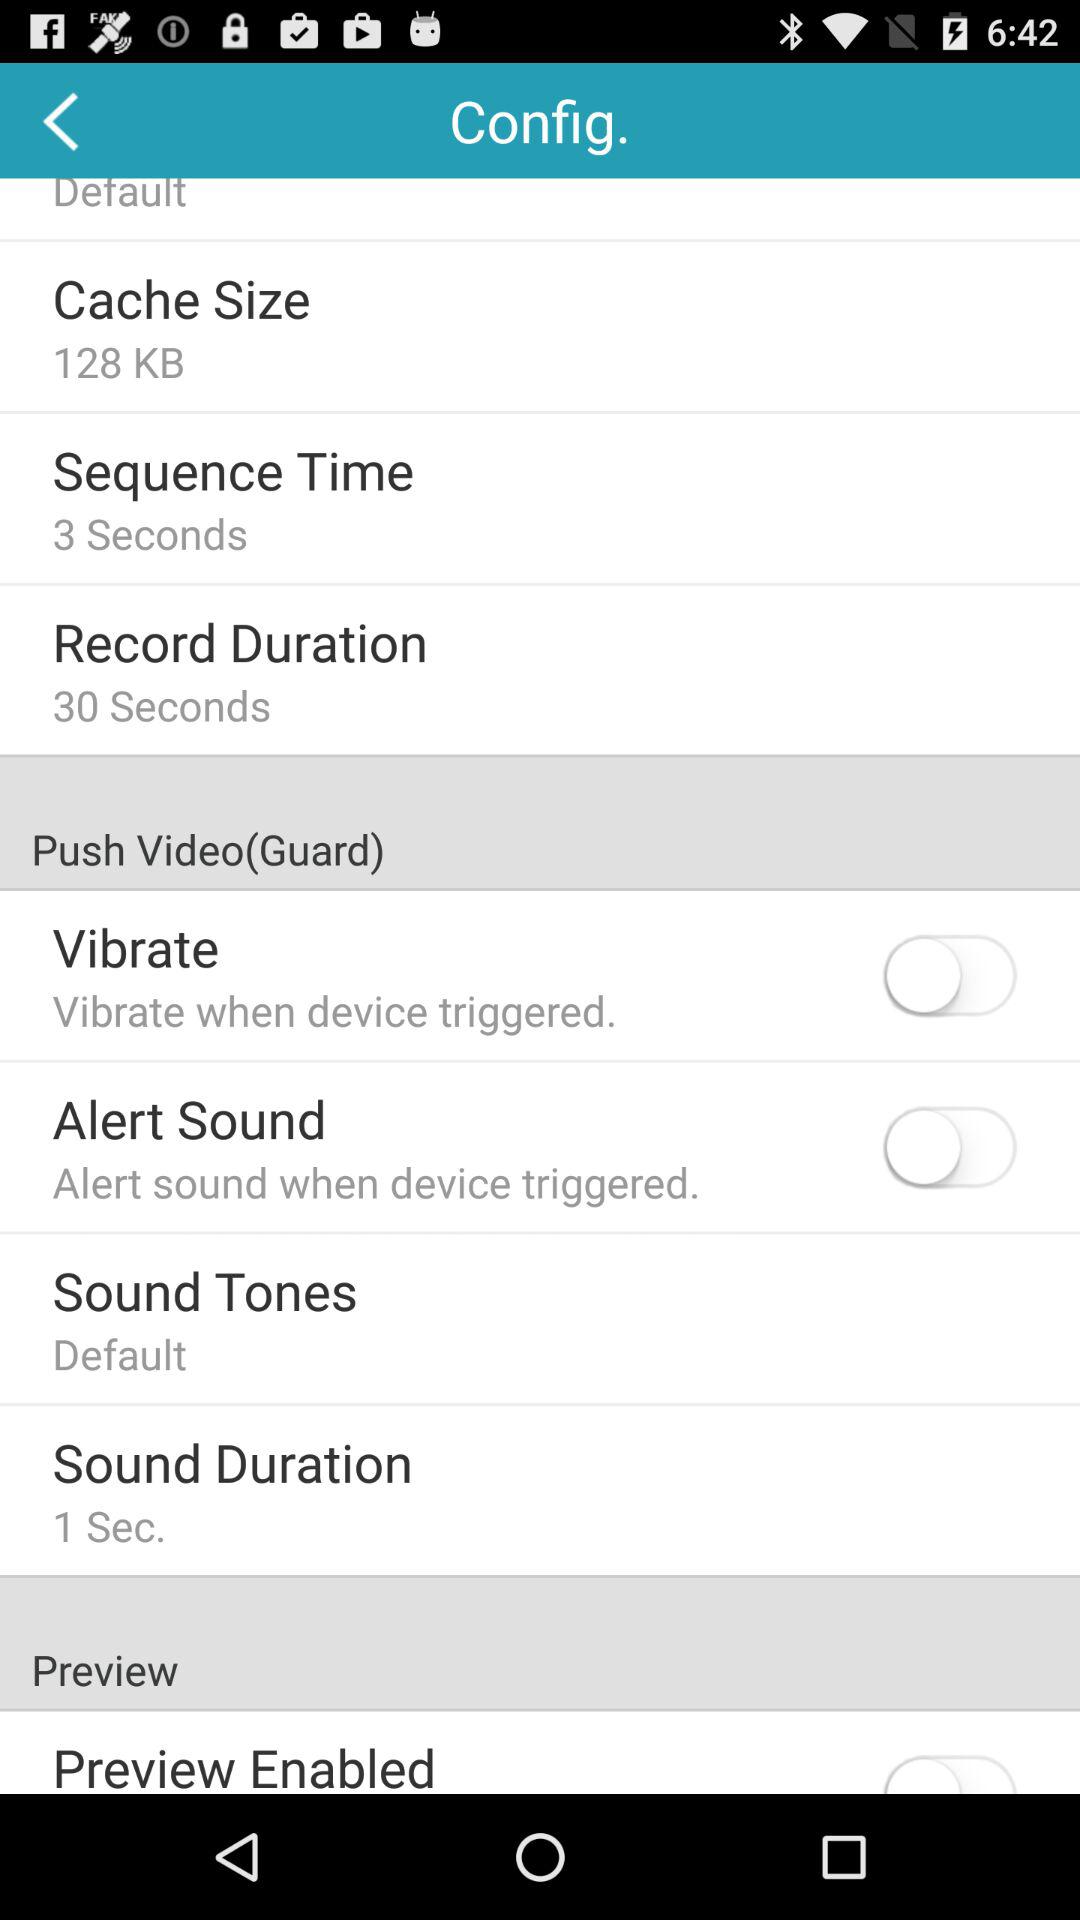 FAKE
6:42
Config.
Default
Cache Size
128 KB
Sequence Time
3 Seconds
Record Duration
30 Seconds
Push Video(Guard)
Vibrate
Vibrate when device triggered.
Alert Sound
Alert sound when device triggered.
Sound Tones
Default
Sound Duration
1 Sec.
Preview
Preview Enabled